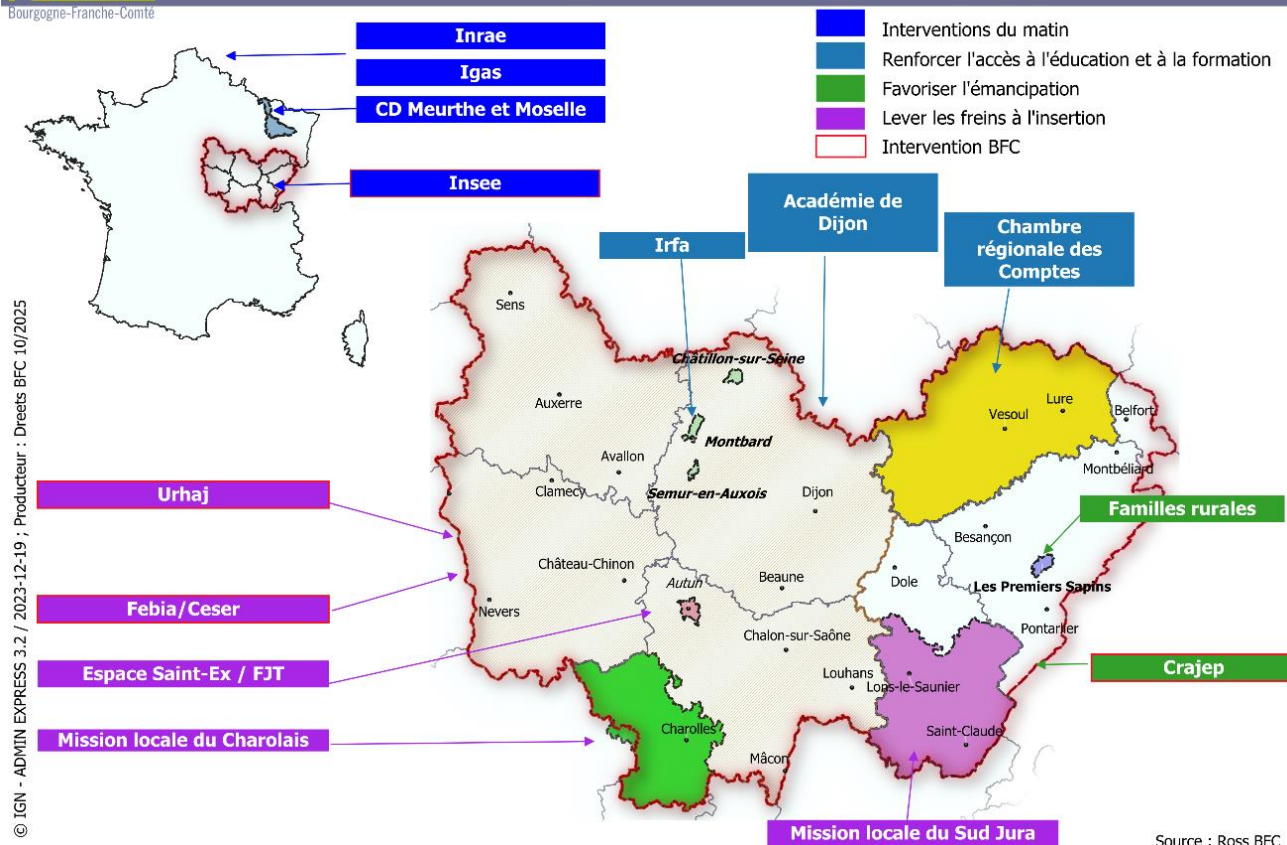 Bourgogne-Franche-Comté
Inrae
Igas
CD Meurthe et Moselle
Insee
Interventions du matin
Renforcer l'accès à l'éducation et à la formation
Favoriser l'émancipation
Lever les freins à l'insertion
Intervention BFC
Académie de
Dijon
Irfa
Chambre
régionale des
Comptes
Sens
Châtillon-sur-Seine
Auxerre
Lure
Belfort
Vesoul
Montbard
Avallon
Montbéliard
Clamecy
Semur-en-Auxois
Dijon
Urhaj
Familles rurales
Besançon
Château-Chinon
Autun
Beaune
Dole
Les Premiers Sapins
Febia/Ceser
Nevers
Pontarlier
Chalon-sur-Saône
Espace Saint-Ex / FJT
Louhans
Lons-le-Saunier
Crajep
Mission locale du Charolais
Charolles
Saint-Claude
Mâcon
Mission locale du Sud Jura
© IGN - ADMIN EXPRESS 3.2 / 2023-12-19 ; Producteur : Dreets BFC 10/2025
Source : Ross BFC